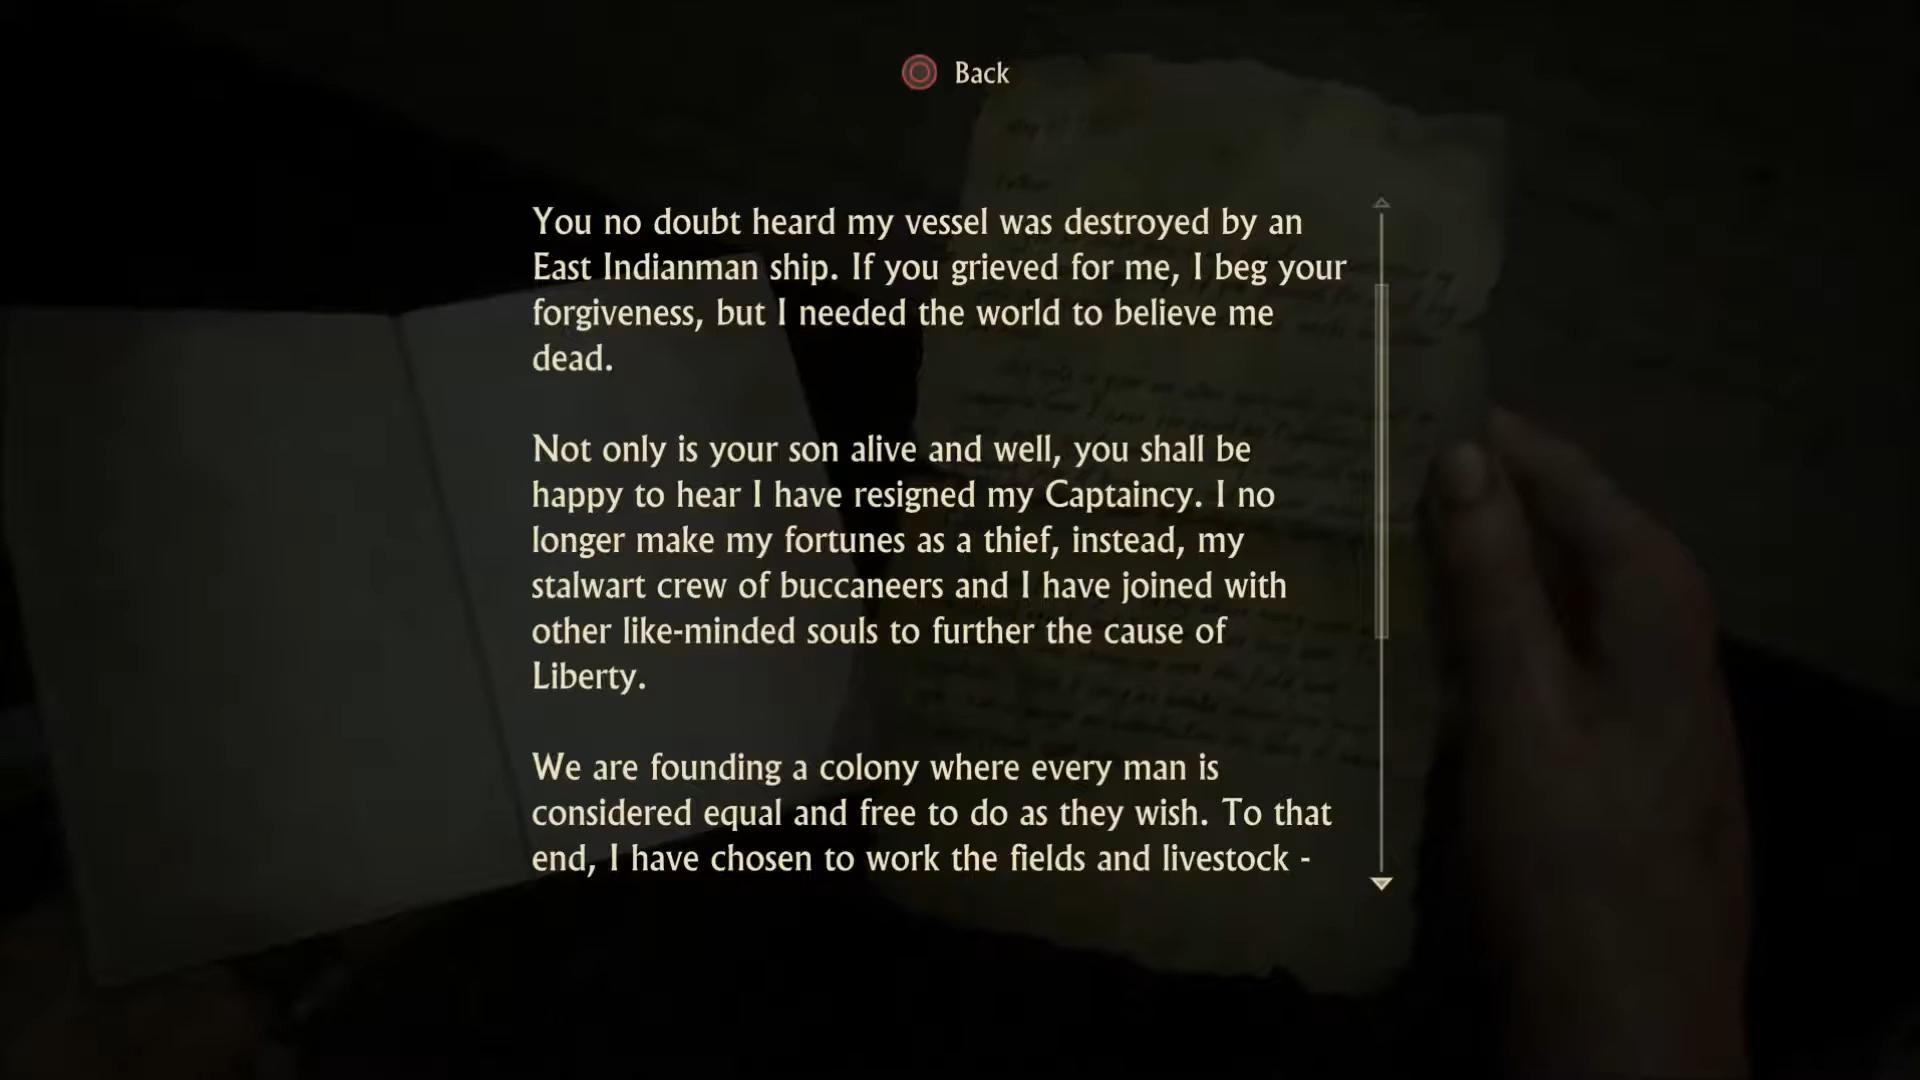 Back
You no doubt heard my vessel was destroyed by an
East Indianman ship. If you grieved for me, I beg your
forgiveness, but I needed the world to believe me
dead.
Not only is your son alive and well, you shall be
happy to hear I have resigned my Captaincy. I no
longer make my fortunes as a thief, instead, my
stalwart crew of buccaneers and I have joined with
other like-minded souls to further the cause of
Liberty.
We are founding a colony where every man is
considered equal and free to do as they wish. To that
end, I have chosen to work the fields and livestock -